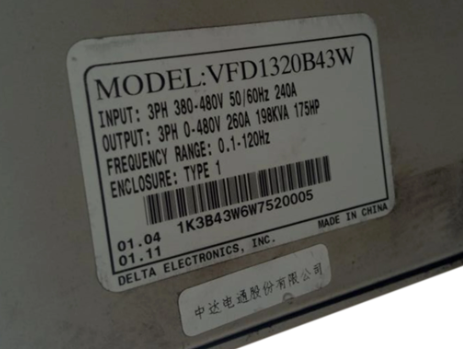 MODEL:VFD1320B43W
INPUT: 3PH 380-480V 50/60Hz 240A
OUTPUT: 3PH 0-480V 260A 198KVA 175HP
FREQUENCY RANGE: 0.1-120Hz
ENCLOSURE: TYPE 1
1K3B43W6W7520005
01.04
01.11
MADE IN CHINA
DELTA ELECTRONICS, INC.
中达电通股份有限公司